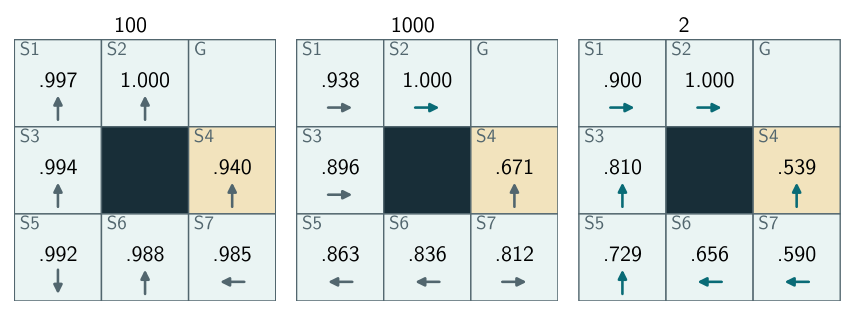 100 1000 2
S1 S2 G S1 S2 G S1 S2 G
.997 1.000 .938 1.000 .900 1.000
S3 S4 S3 S4 S3 S4
.994 .940 .896 .671 .810 .539
S5 S6 S7 S5 S6 S7 S5 S6 S7
.992 .988 .985 .863 .836 .812 .729 .656 .590